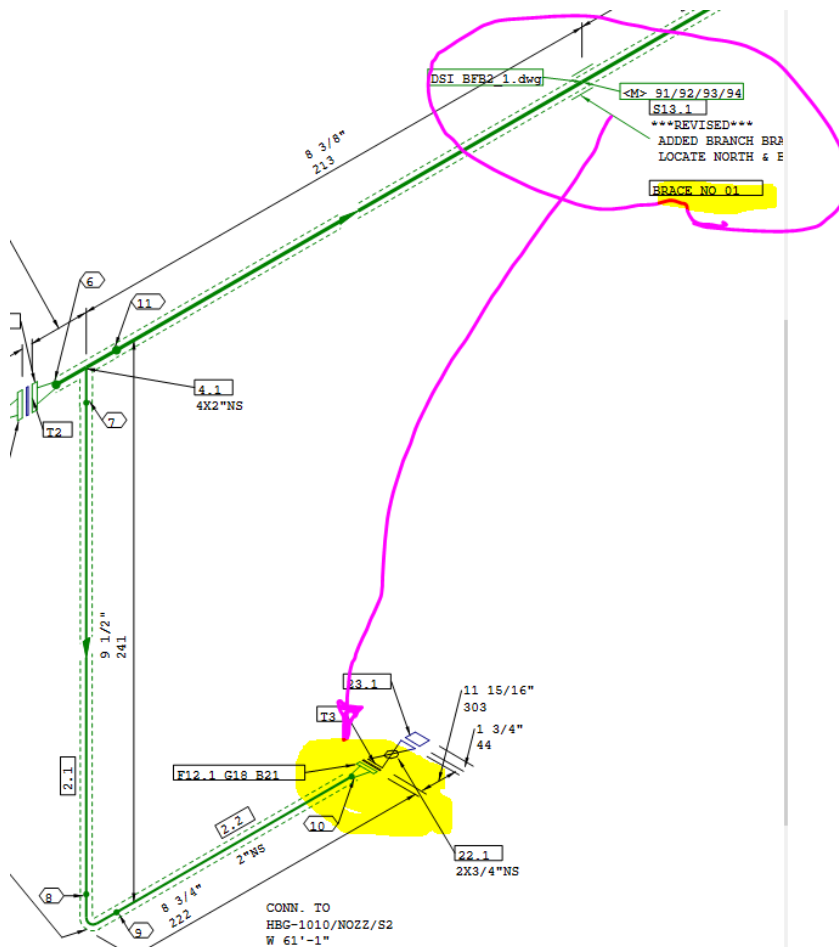 DSI BFB2_1.dwg
<M> 91/92/93/94
S13.1
***REVISED***
ADDED BRANCH BRA
LOCATE NORTH & E
BRACE NO 01
8 3/8"
213
6
11
4.1
4X2"NS
T2
7
9 1/2"
241
23.1
11 15/16"
303
T3
1 3/4"
44
F12.1 G18 B21
2.1
2.2
10
2"NS
22.1
2X3/4"NS
8
8 3/4"
222
9
CONN. TO
HBG-1010/NOZZ/S2
W 61'-1"